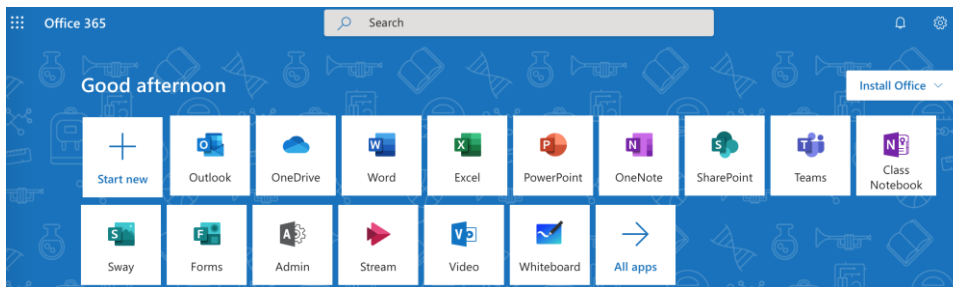 Office 365
Search
Good afternoon
Install Office
Start new
Outlook
OneDrive
Word
Excel
PowerPoint
OneNote
SharePoint
Teams
Class
Notebook
Sway
Forms
Admin
Stream
Video
Whiteboard
All apps